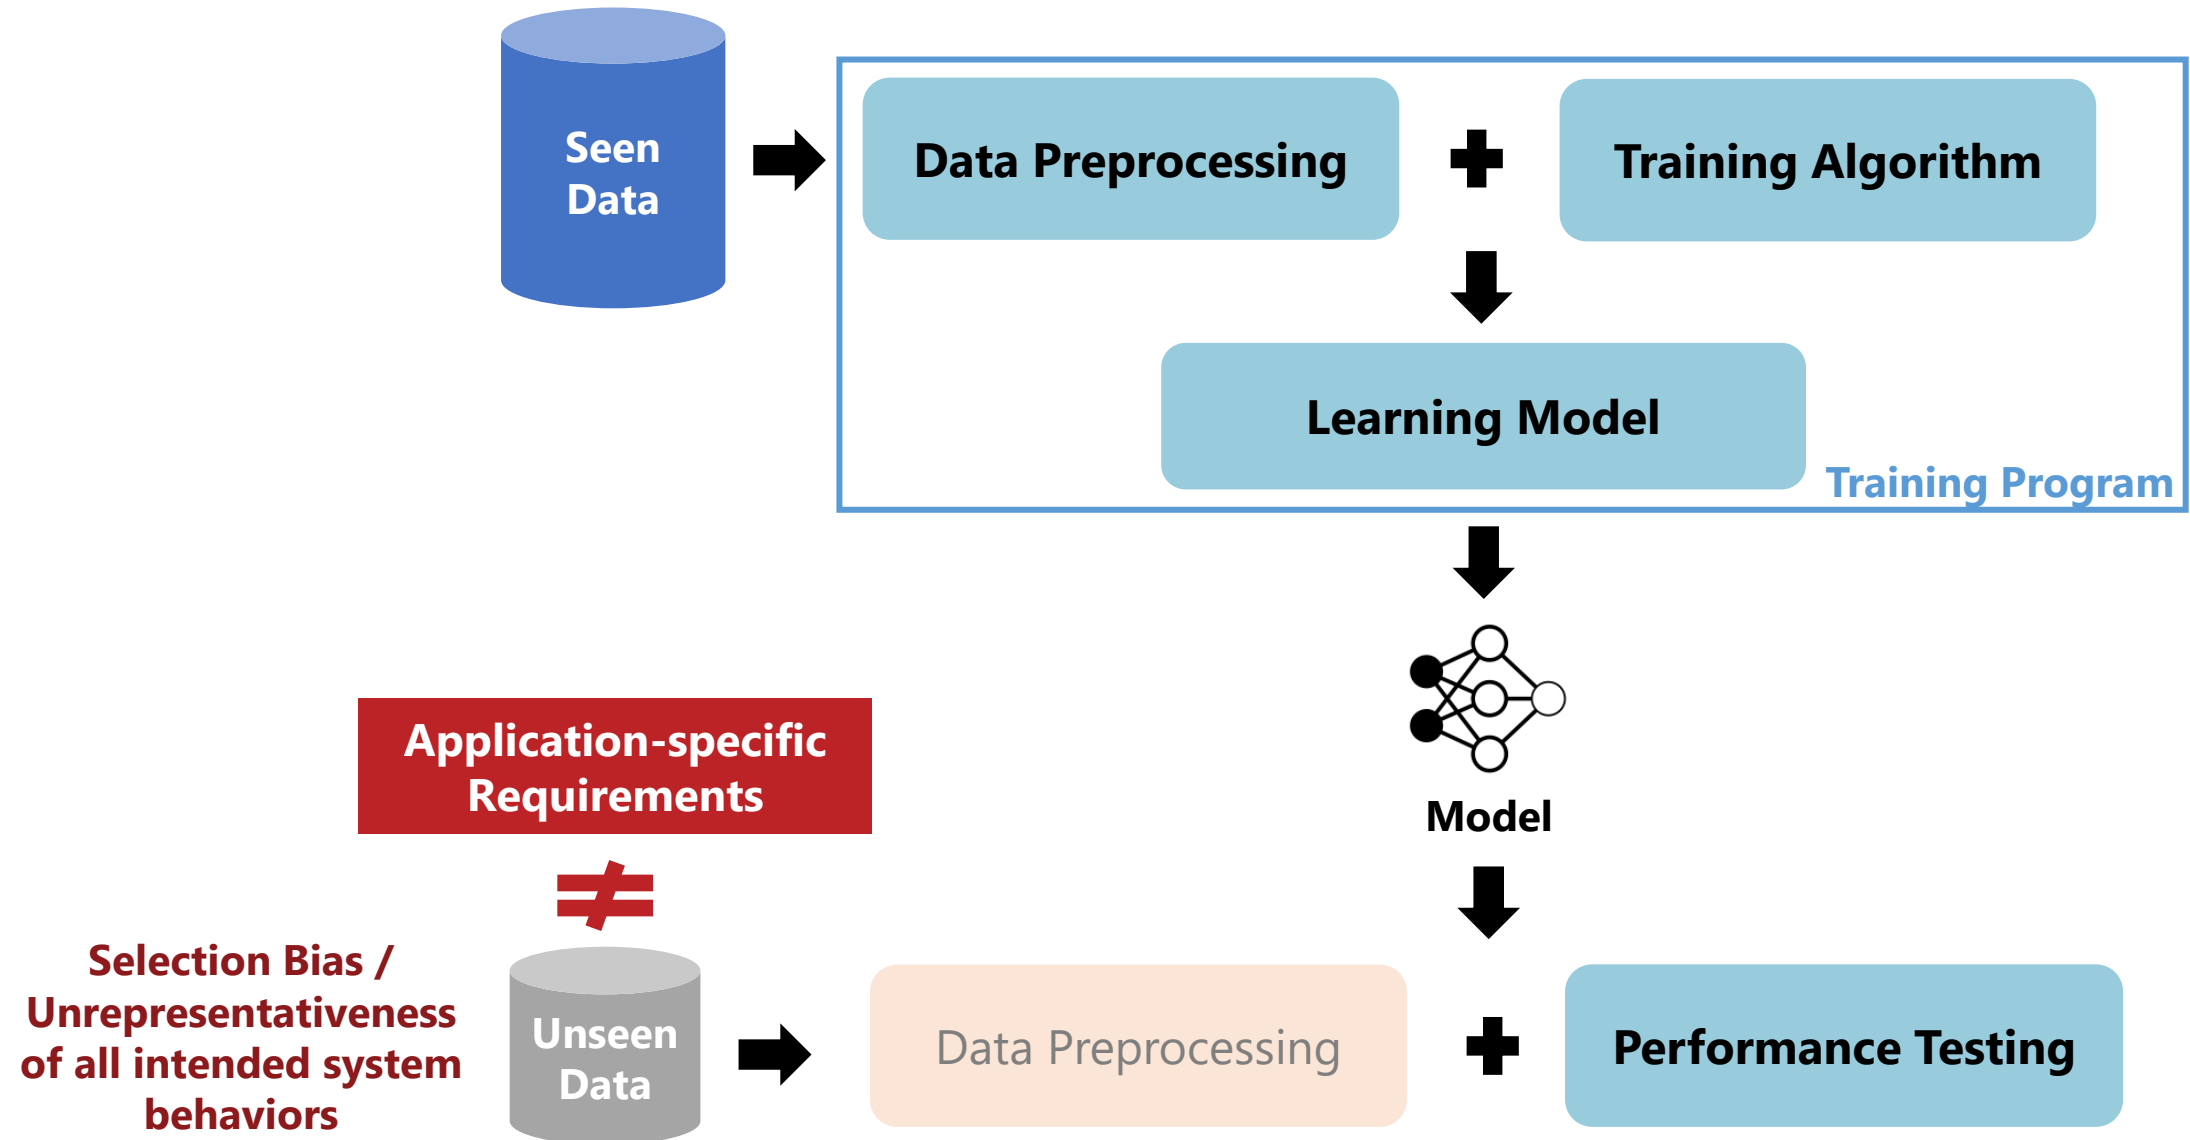 Seen
Data
Data Preprocessing
Training Algorithm
Learning Model
Training Program
Model
Application-specific
Requirements
Selection Bias /
Unrepresentativeness
of all intended system
behaviors
Unseen
Data
Data Preprocessing
Performance Testing